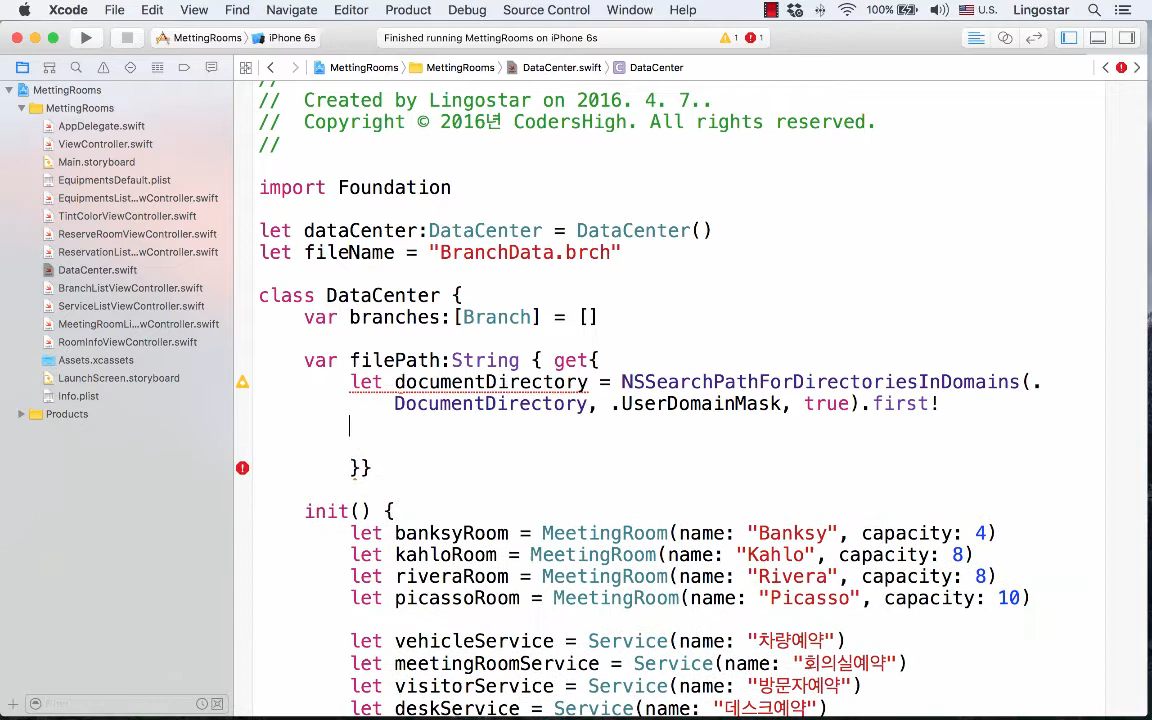 Xcode File Edit View Find Navigate Editor Product Debug Source Control Window Help 100% U.S. Lingostar
MettingRooms iPhone 6s Finished running MettingRooms on iPhone 6s 1 1
MettingRooms MettingRooms DataCenter.swift C DataCenter
MettingRooms
MettingRooms
AppDelegate.swift
ViewController.swift
Main.storyboard
EquipmentsDefault.plist
EquipmentsList...wController.swift
TintColorViewController.swift
ReserveRoomViewController.swift
ReservationList...wController.swift
DataCenter.swift
BranchListViewController.swift
ServiceListViewController.swift
MeetingRoomLi...wController.swift
RoomInfoViewController.swift
Assets.xcassets
LaunchScreen.storyboard
Info.plist
Products
Filter
//
// Created by Lingostar on 2016. 4. 7..
// Copyright © 2016년 CodersHigh. All rights reserved.
//
import Foundation
let dataCenter:DataCenter = DataCenter()
let fileName = "BranchData.brch"
class DataCenter {
var branches:[Branch] = []
var filePath:String { get{
let documentDirectory = NSSearchPathForDirectoriesInDomains(.
DocumentDirectory, .UserDomainMask, true).first!
}}
init() {
let banksyRoom = MeetingRoom(name: "Banksy", capacity: 4)
let kahloRoom = MeetingRoom(name: "Kahlo", capacity: 8)
let riveraRoom = MeetingRoom(name: "Rivera", capacity: 8)
let picassoRoom = MeetingRoom(name: "Picasso", capacity: 10)
let vehicleService = Service(name: "차량예약")
let meetingRoomService = Service(name: "회의실예약")
let visitorService = Service(name: "방문자예약")
let deskService = Service(name: "데스크예약")